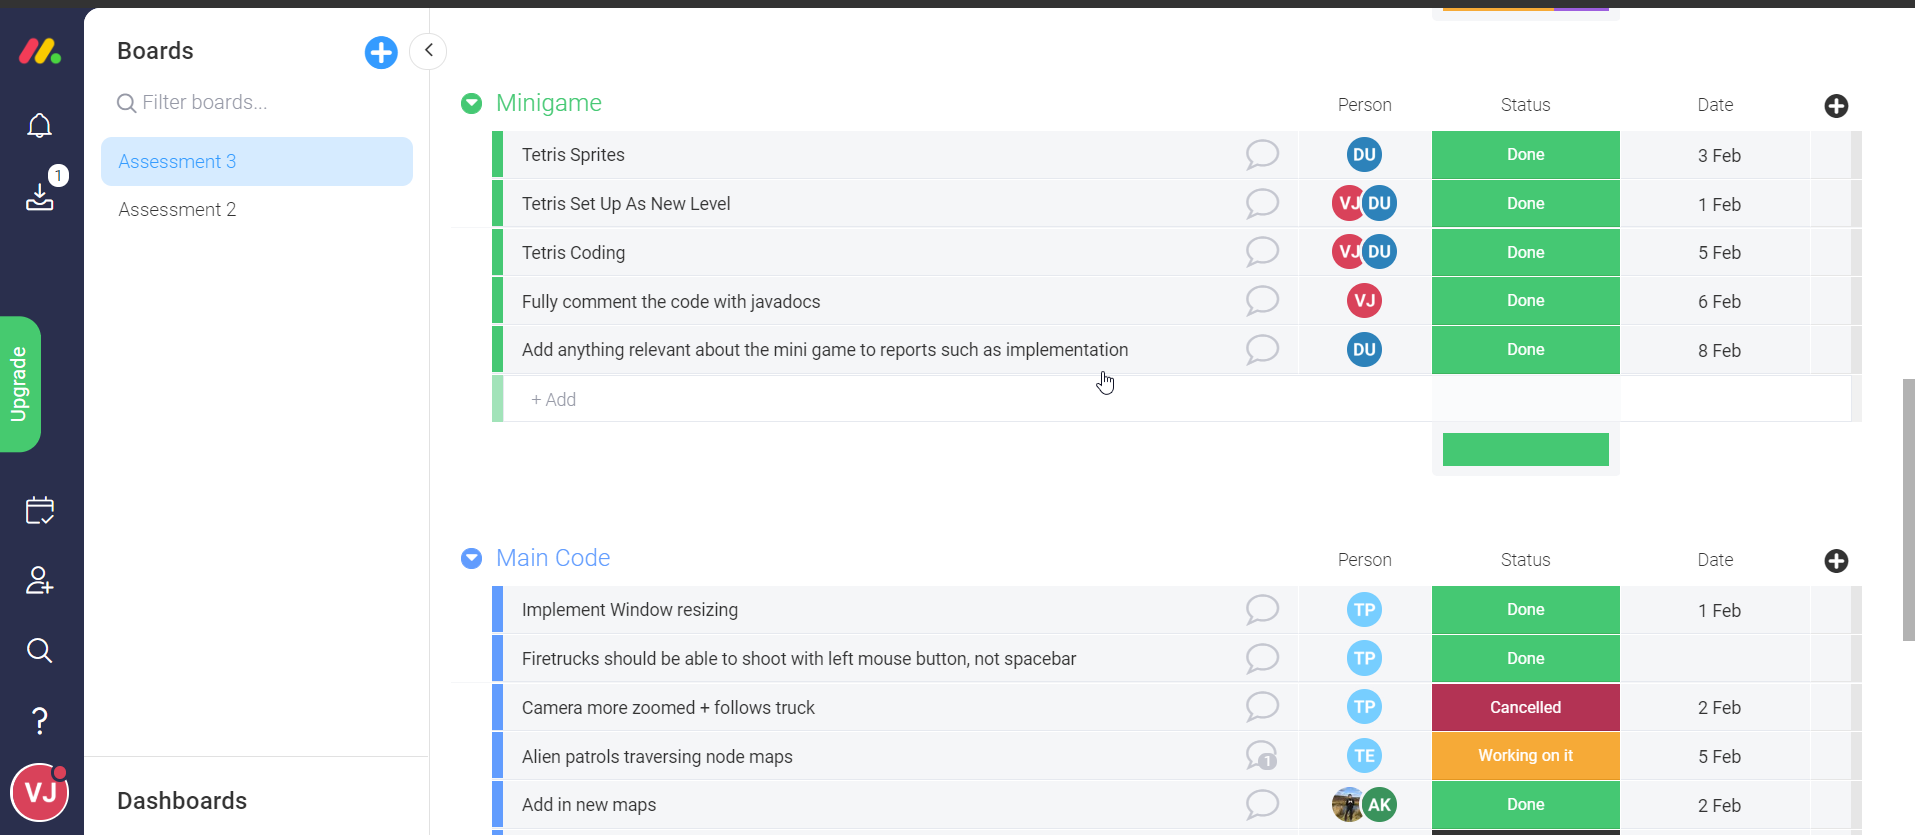 Boards
Filter boards...
Assessment 3
Assessment 2
1
Upgrade
VJ
Dashboards
Minigame Person Status Date
Tetris Sprites DU Done 3 Feb
Tetris Set Up As New Level VJ DU Done 1 Feb
Tetris Coding VJ DU Done 5 Feb
Fully comment the code with javadocs VJ Done 6 Feb
Add anything relevant about the mini game to reports such as implementation DU Done 8 Feb
+ Add
Main Code Person Status Date
Implement Window resizing TP Done 1 Feb
Firetrucks should be able to shoot with left mouse button, not spacebar TP Done
Camera more zoomed + follows truck TP Cancelled 2 Feb
Alien patrols traversing node maps 1 TE Working on it 5 Feb
Add in new maps AK Done 2 Feb